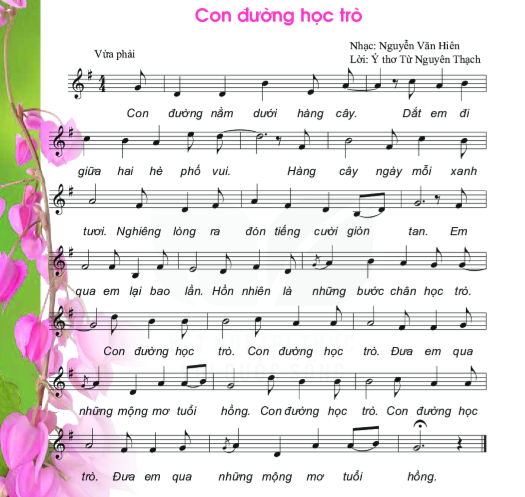 Con đường học trò
Vừa phải
Nhạc: Nguyễn Văn Hiên
Lời: Ý thơ Từ Nguyên Thạch
4
4
Con đường nằm dưới hàng cây. Dắt em đi
giữa hai hè phố vui. Hàng cây ngày mỗi xanh
tươi. Nghiêng lòng ra đón tiếng cười giòn tan. Em
qua em lại bao lần. Hồn nhiên là những bước chân học trò.
Con đường học trò. Con đường học trò. Đưa em qua
những mộng mơ tuổi hồng. Con đường học trò. Con đường học
trò. Đưa em qua những mộng mơ tuổi hồng.